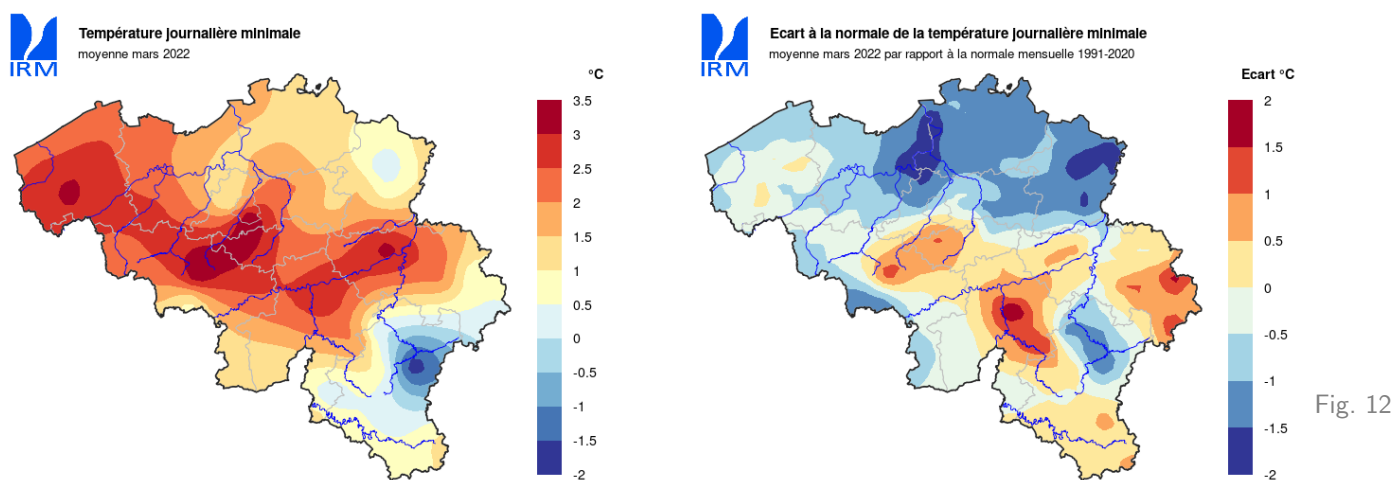 IRM
Température journalière minimale
moyenne mars 2022
°C
3.5
3
2.5
2
1.5
1
0.5
0
-0.5
-1
-1.5
-2
IRM
Ecart à la normale de la température journalière minimale
moyenne mars 2022 par rapport à la normale mensuelle 1991-2020
Ecart °C
2
1.5
1
0.5
0
-0.5
-1
-1.5
-2
Fig. 12